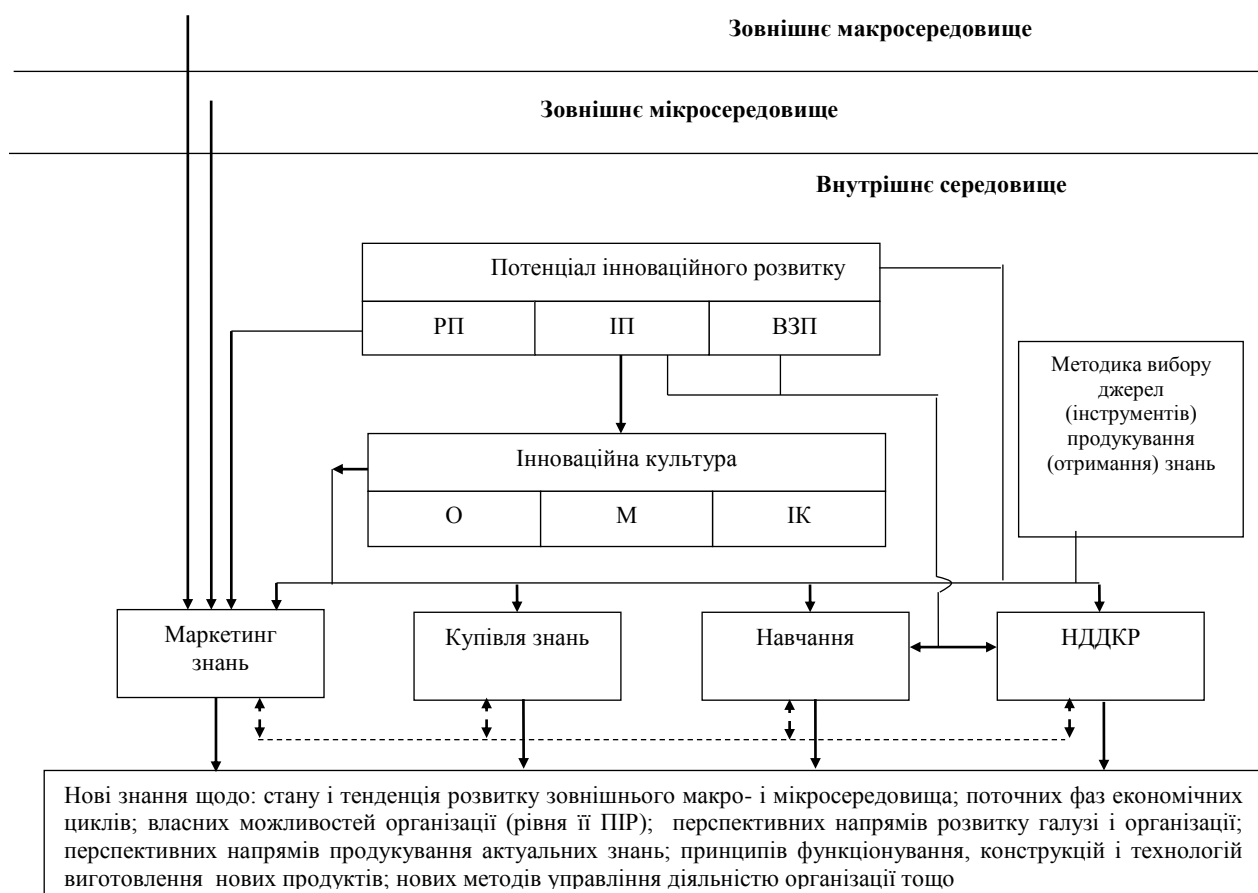 Зовнішнє макросередовище
Зовнішнє мікросередовище
Внутрішнє середовище
Потенціал інноваційного розвитку
РП
ІП
ВЗП
Методика вибору
джерел
(інструментів)
продукування
(отримання) знань
Інноваційна культура
О
М
ІК
Маркетинг
знань
Купівля знань
Навчання
НДДКР
Нові знання щодо: стану і тенденція розвитку зовнішнього макро- і мікросередовища; поточних фаз економічних
циклів; власних можливостей організації (рівня її ПІР); перспективних напрямів розвитку галузі і організації;
перспективних напрямів продукування актуальних знань; принципів функціонування, конструкцій і технологій
виготовлення нових продуктів; нових методів управління діяльністю організації тощо